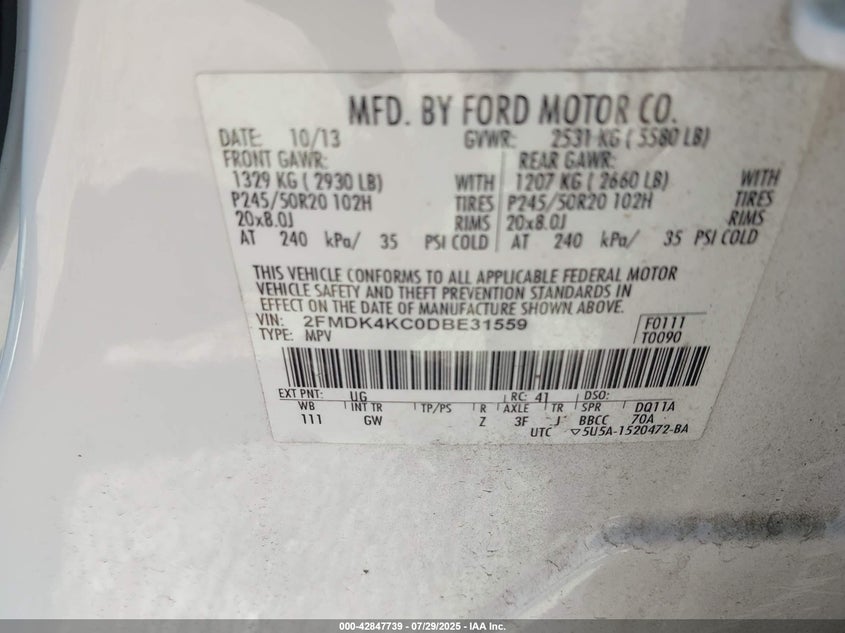 MFD. BY FORD MOTOR CO.
DATE: 10/13 GVWR: 2531 KG ( 5580 LB)
FRONT GAWR: REAR GAWR:
1329 KG ( 2930 LB) WITH 1207 KG ( 2660 LB) WITH
P245/50R20 102H TIRES P245/50R20 102H TIRES
20x8.0J RIMS 20x8.0J RIMS
AT 240 kPa/ 35 PSI COLD AT 240 kPa/ 35 PSI COLD
THIS VEHICLE CONFORMS TO ALL APPLICABLE FEDERAL MOTOR
VEHICLE SAFETY AND THEFT PREVENTION STANDARDS IN
EFFECT ON THE DATE OF MANUFACTURE SHOWN ABOVE.
VIN: 2FMDK4KC0DBE31559 F0111
TYPE: MPV T0090
EXT PNT: UG RC: 41 DSO:
WB INT TR TP/PS R AXLE TR SPR DQ11A
111 GW Z 3F J BBCC 70A
UTC ▽5U5A-1520472-BA
000-42847739 / 07/29/2025 - IAA Inc.